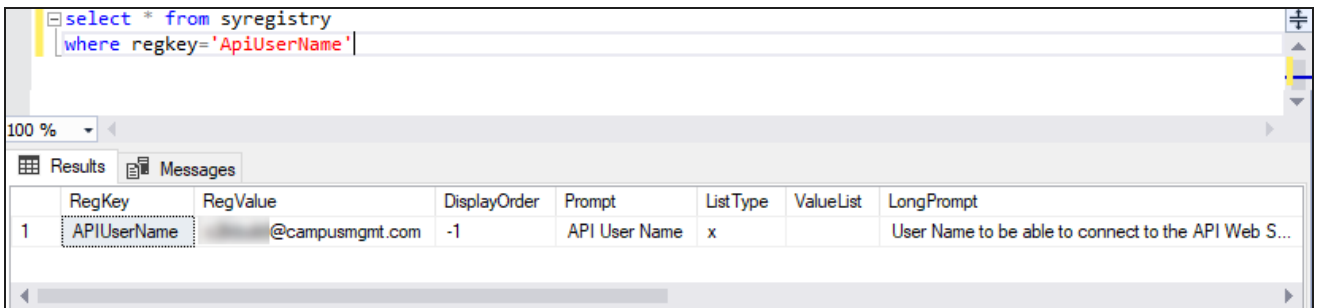 select * from syregistry
where regkey='ApiUserName'
100 %
Results Messages
RegKey RegValue DisplayOrder Prompt ListType ValueList LongPrompt
1 APIUserName @campusmgmt.com -1 API User Name x User Name to be able to connect to the API Web S...